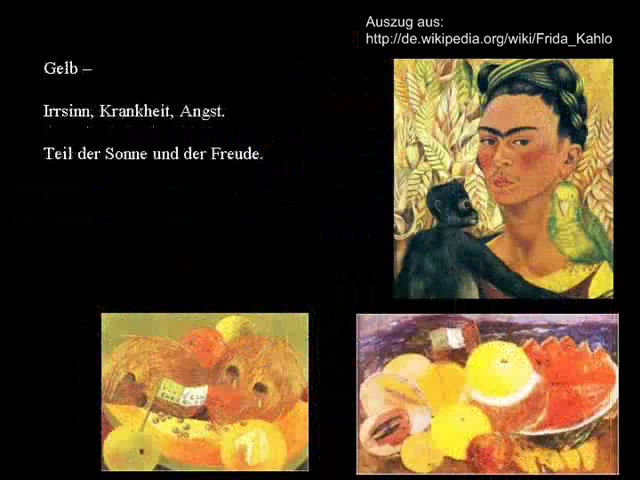 Auszug aus:
http://de.wikipedia.org/wiki/Frida_Kahlo
Gelb –
Irrsinn, Krankheit, Angst.
Teil der Sonne und der Freude.